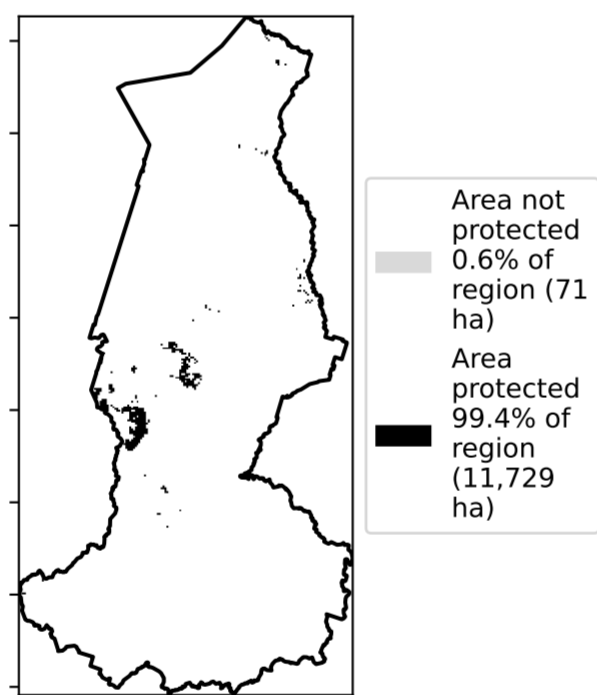 Area not
protected
0.6% of
region (71
ha)
Area
protected
99.4% of
region
(11,729
ha)